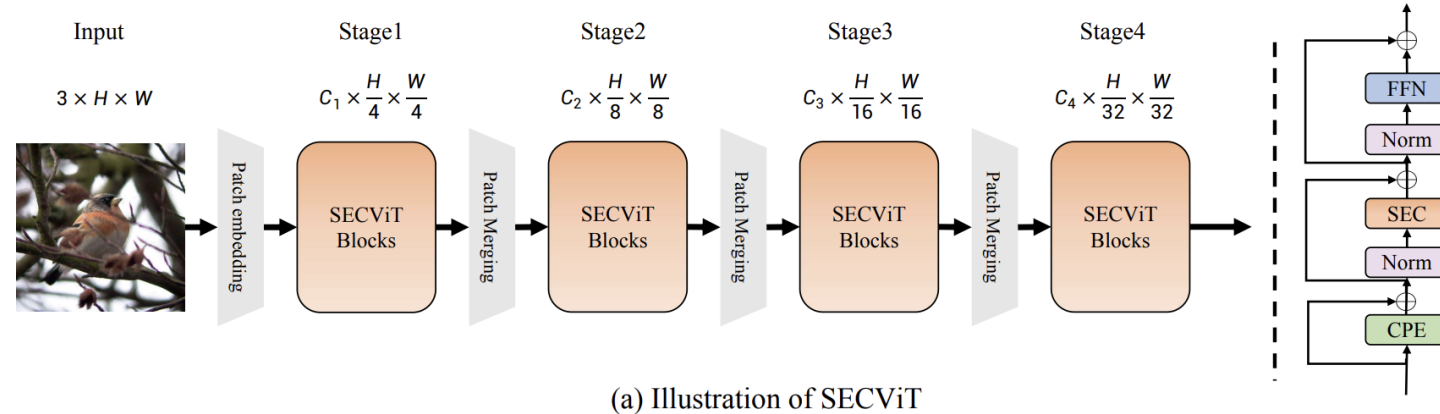 Input
Stage1
Stage2
Stage3
Stage4
3 × H × W
C₁ × H/4 × W/4
C₂ × H/8 × W/8
C₃ × H/16 × W/16
C₄ × H/32 × W/32
Patch embedding
SECViT
Blocks
Patch Merging
SECViT
Blocks
Patch Merging
SECViT
Blocks
Patch Merging
SECViT
Blocks
FFN
Norm
SEC
Norm
CPE
(a) Illustration of SECViT